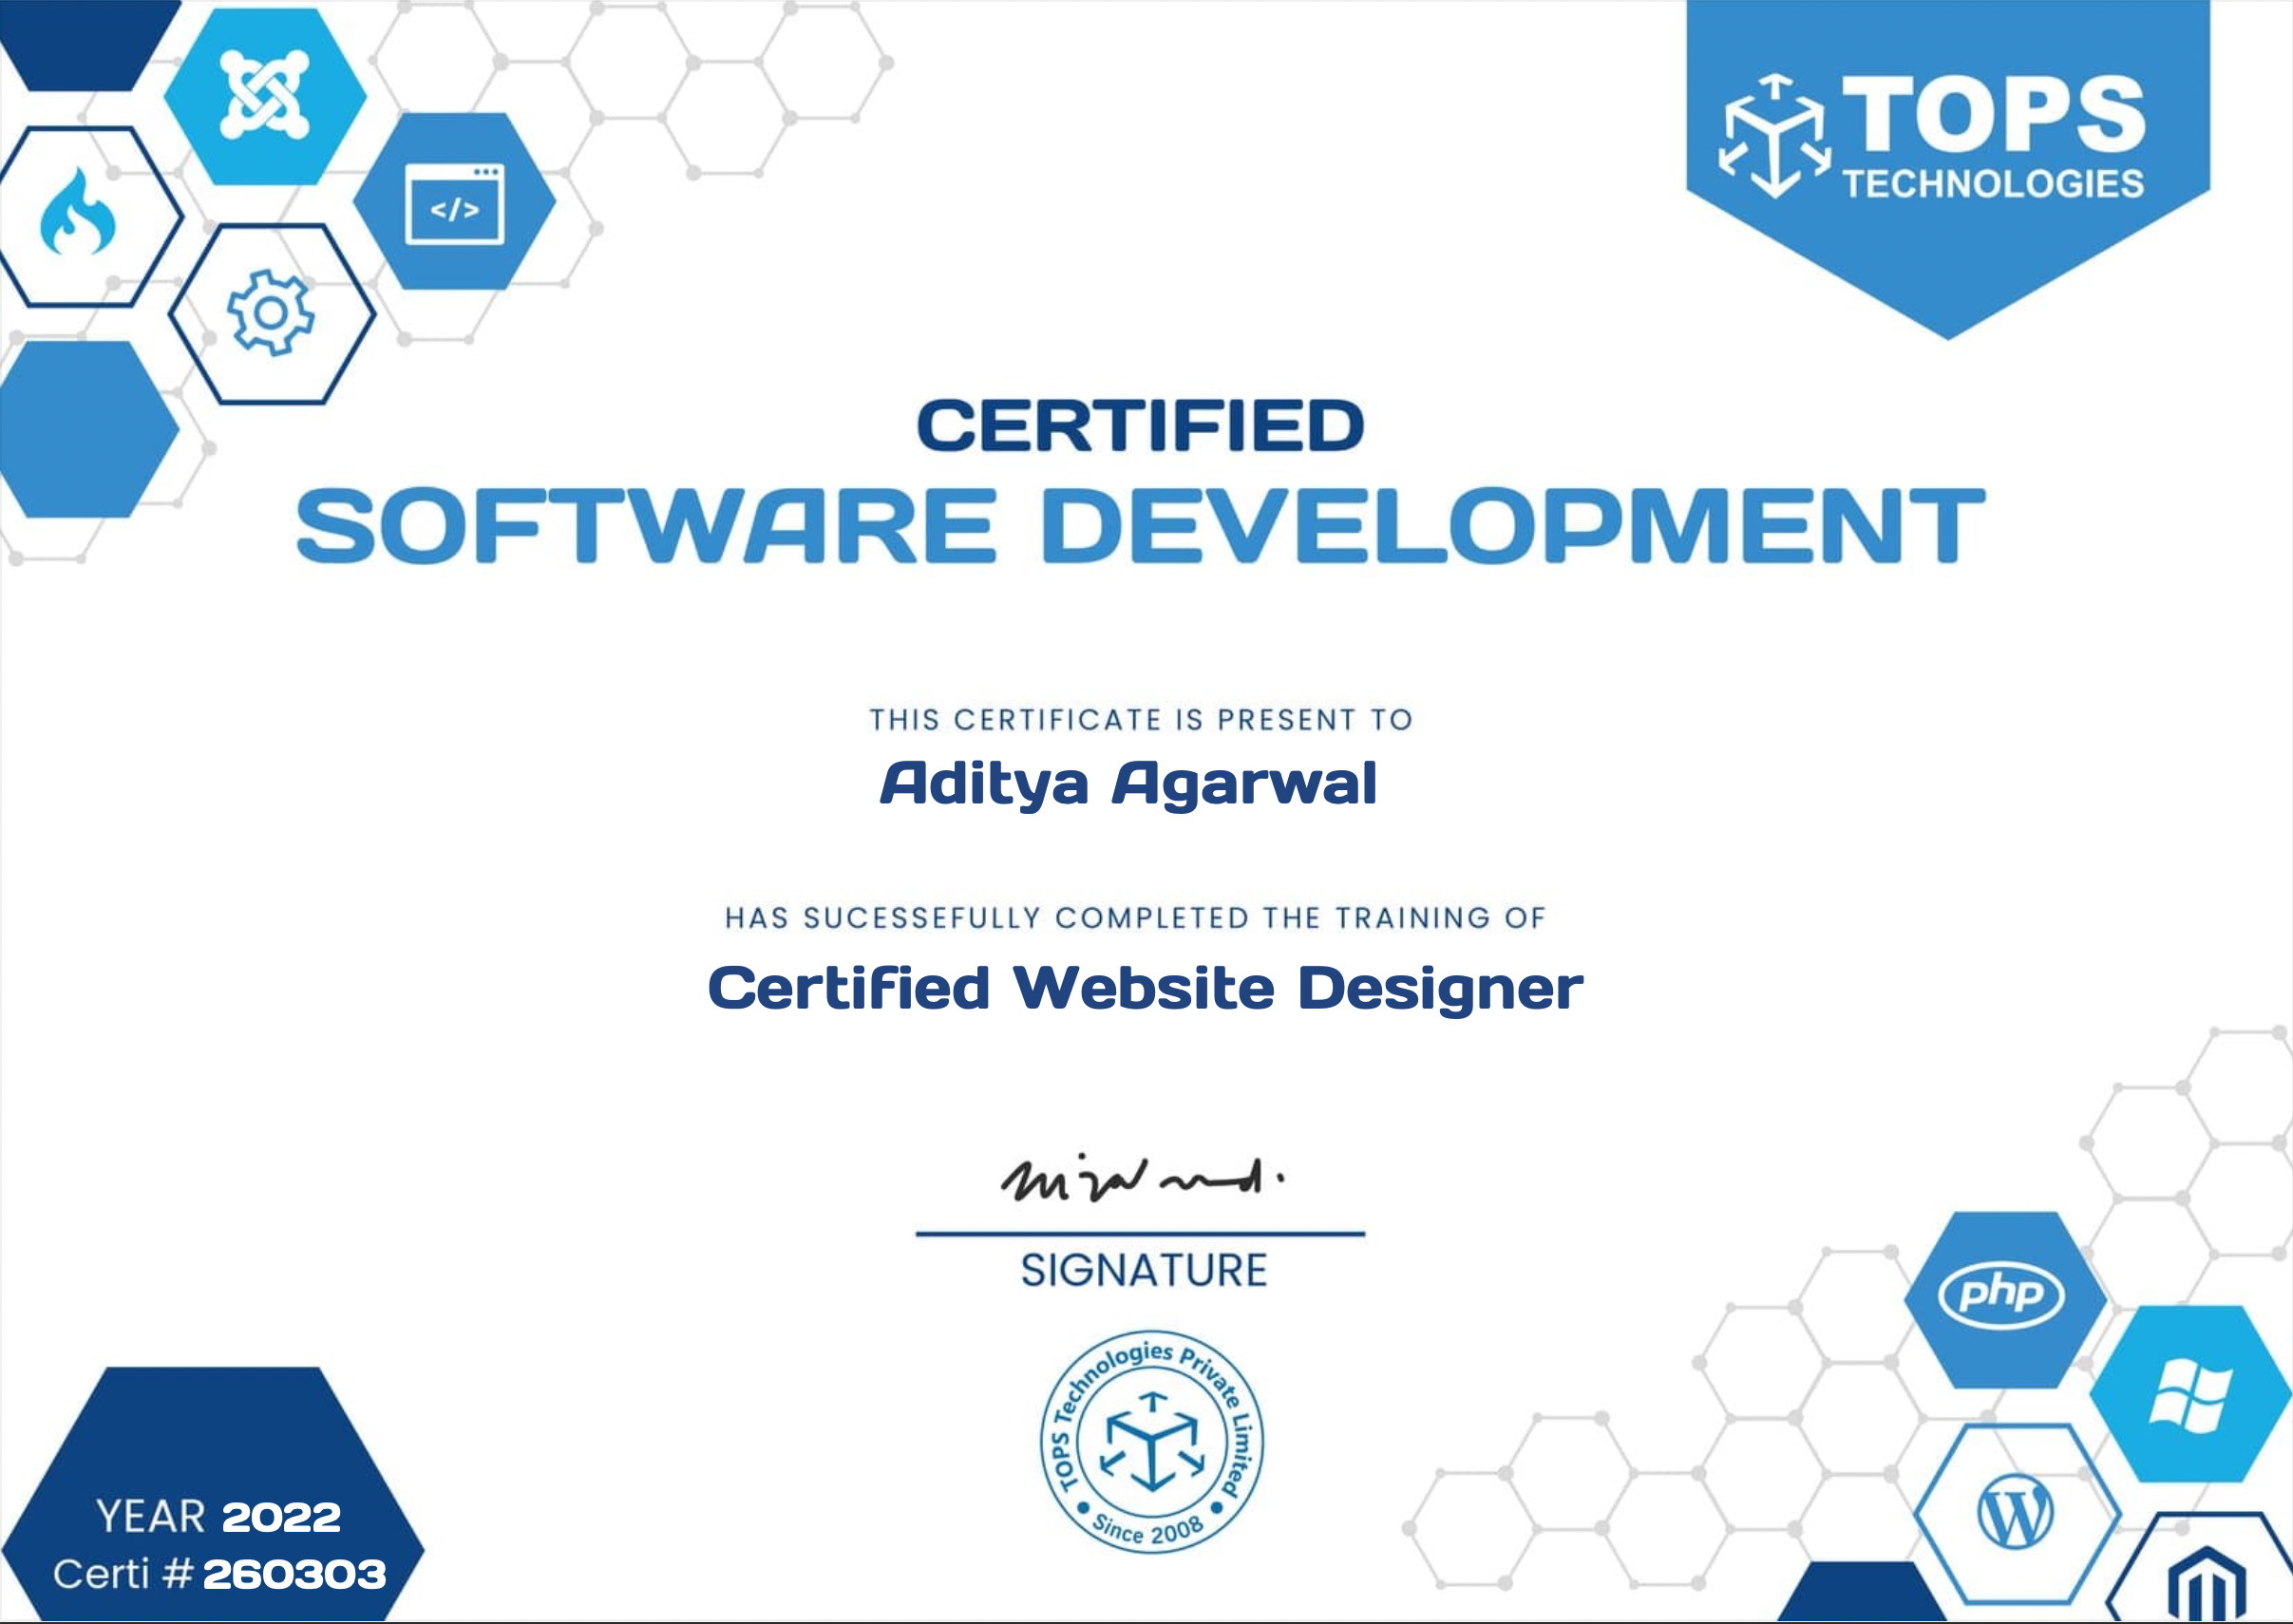 TOPS
TECHNOLOGIES
</>
CERTIFIED
SOFTWARE DEVELOPMENT
THIS CERTIFICATE IS PRESENT TO
Aditya Agarwal
HAS SUCESSEFULLY COMPLETED THE TRAINING OF
Certified Website Designer
SIGNATURE
TOPS Technologies Private Limited
Since 2008
YEAR 2022
Certi # 260303
php
W